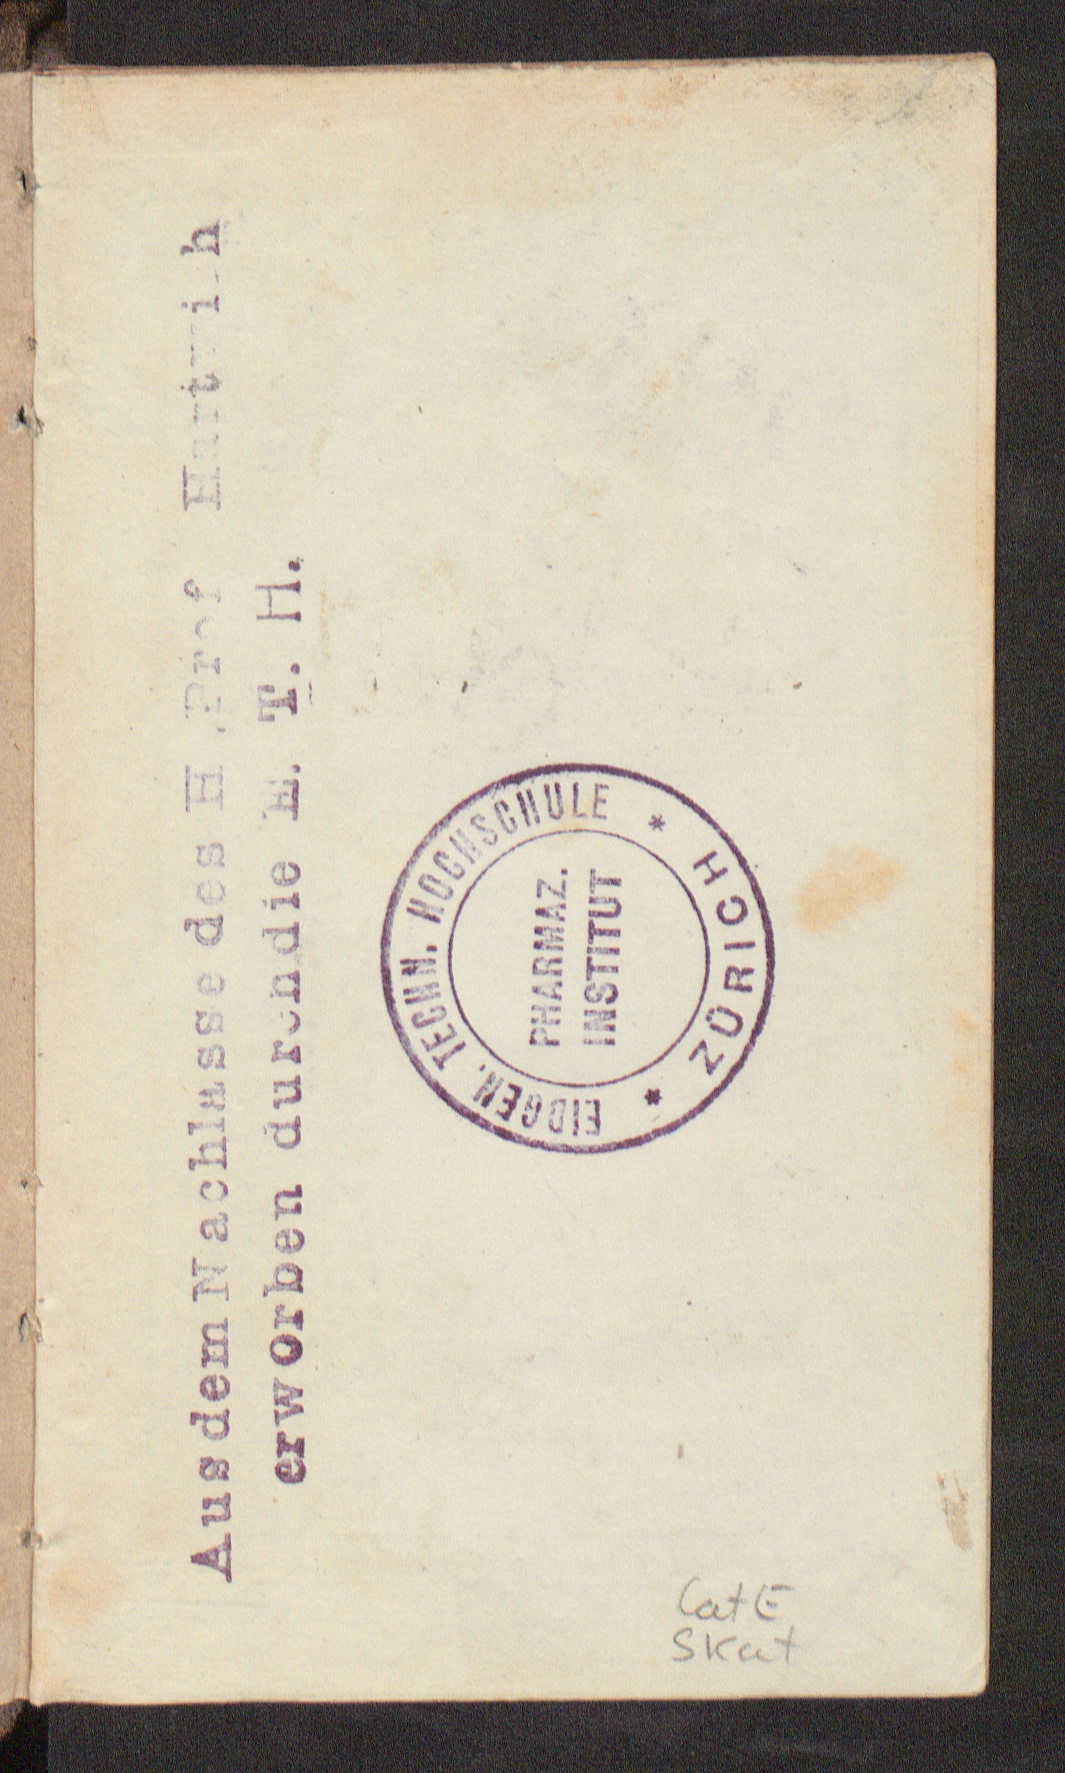 Aus dem Nachlasse des H. Prof Hartwich
erworben durch die E. T. H.
EIDGEN. TECHN. HOCHSCHULE
* ZÜRICH *
PHARMAZ.
INSTITUT
Cat E
Skat